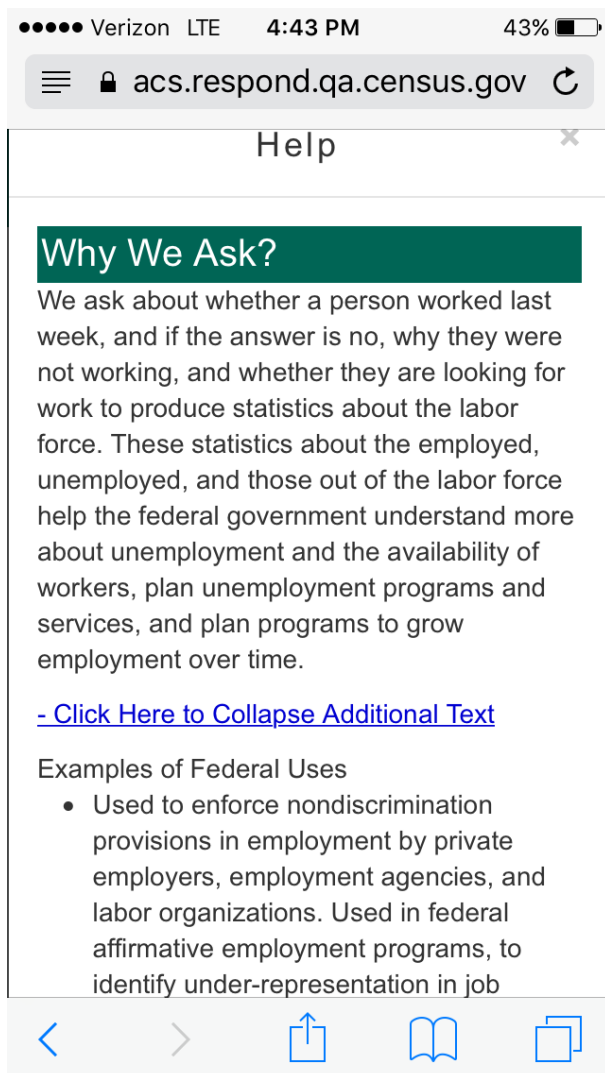 Verizon LTE 4:43 PM 43%
acs.respond.qa.census.gov
Help ×
Why We Ask?
We ask about whether a person worked last
week, and if the answer is no, why they were
not working, and whether they are looking for
work to produce statistics about the labor
force. These statistics about the employed,
unemployed, and those out of the labor force
help the federal government understand more
about unemployment and the availability of
workers, plan unemployment programs and
services, and plan programs to grow
employment over time.
- Click Here to Collapse Additional Text
Examples of Federal Uses
• Used to enforce nondiscrimination
provisions in employment by private
employers, employment agencies, and
labor organizations. Used in federal
affirmative employment programs, to
identify under-representation in job